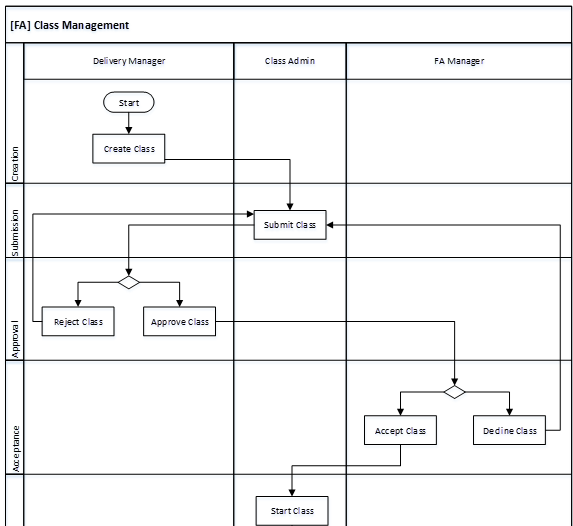 [FA] Class Management
Delivery Manager
Class Admin
FA Manager
Creation
Start
Create Class
Submission
Submit Class
Approval
Reject Class
Approve Class
Acceptance
Accept Class
Decline Class
Start Class